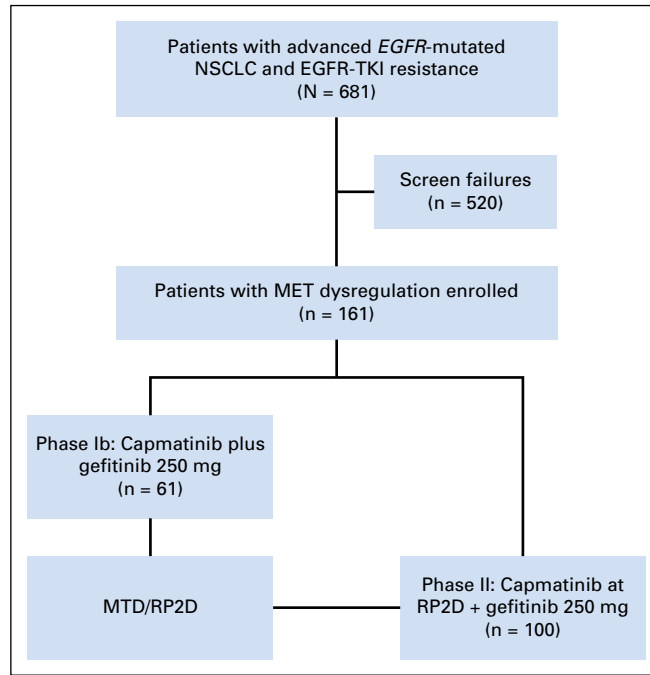 Patients with advanced EGFR-mutated
NSCLC and EGFR-TKI resistance
(N = 681)
Screen failures
(n = 520)
Patients with MET dysregulation enrolled
(n = 161)
Phase Ib: Capmatinib plus
gefitinib 250 mg
(n = 61)
MTD/RP2D
Phase II: Capmatinib at
RP2D + gefitinib 250 mg
(n = 100)